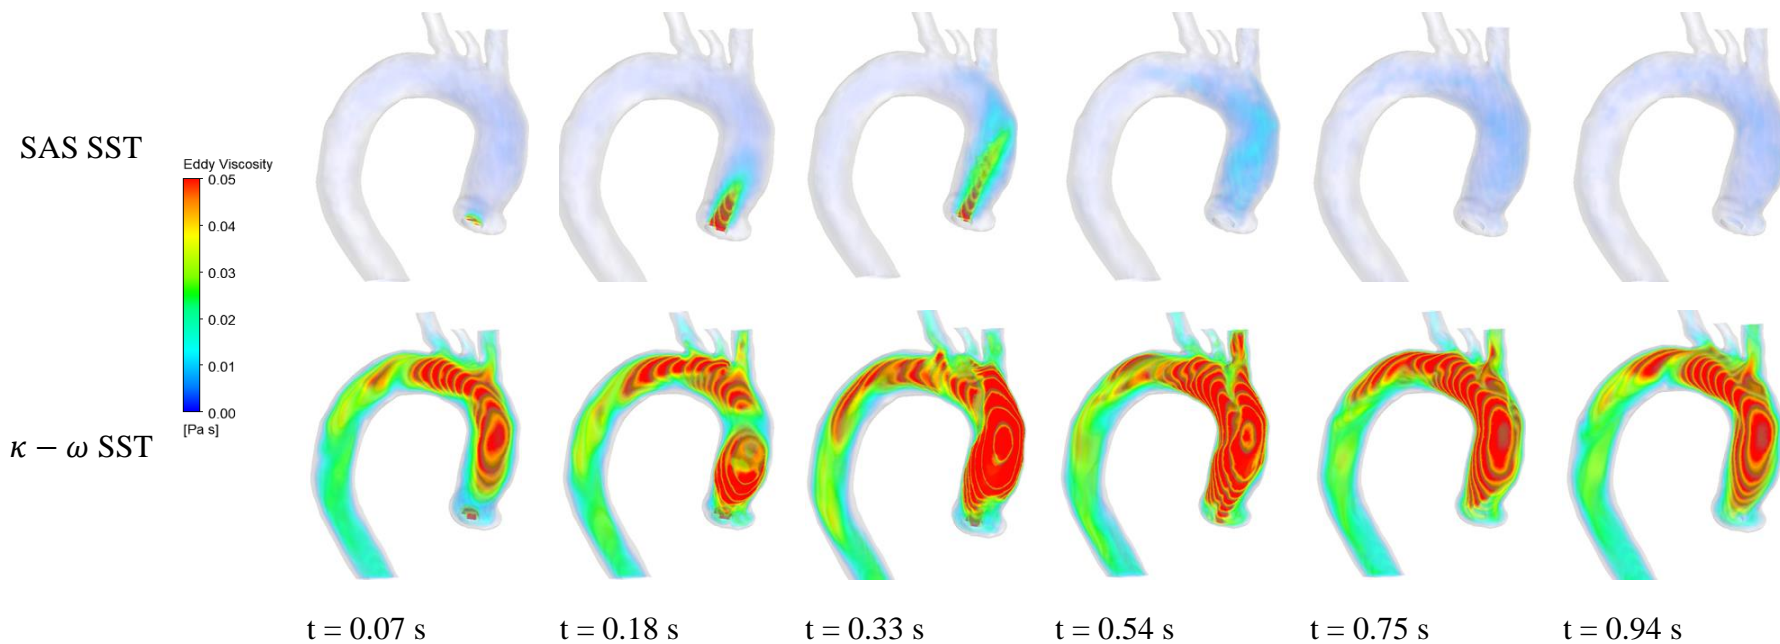 SAS SST
Eddy Viscosity
0.05
0.04
0.03
0.02
0.01
0.00
[Pa s]
κ − ω SST
t = 0.07 s
t = 0.18 s
t = 0.33 s
t = 0.54 s
t = 0.75 s
t = 0.94 s